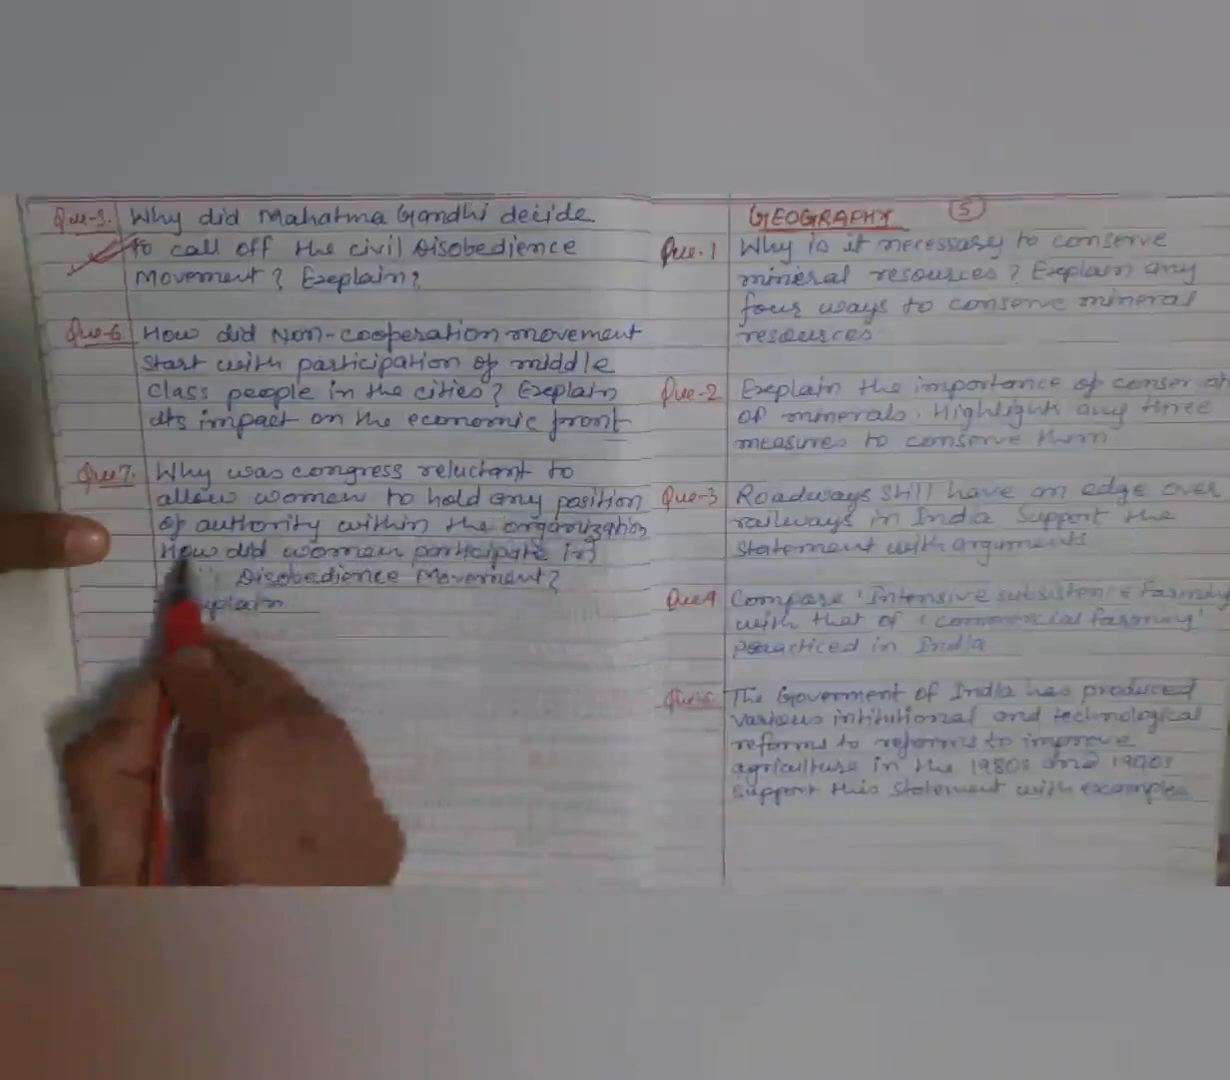 Que-5. Why did Mahatma Gandhi decide
to call off the civil Disobedience
Movement? Explain?
Que-6 How did Non-cooperation movement
start with participation of middle
class people in the cities? Explain
its impact on the economic front
Que 7. Why was congress reluctant to
allow women to hold any position
of authority within the organization
How did women participate in
Disobedience Movement?
GEOGRAPHY 5
Que. 1 Why is it necessary to conserve
mineral resources? Explain any
four ways to conserve mineral
resources.
Que-2 Explain the importance of
of minerals. Highlight any three
measures to conserve them
Que-3 Roadways still have an edge over
railways in India Support the
statement with arguments
Que 4 Compare 'Intensive subsistence farming
with that of 'commercial farming'
practiced in India
The Goverment of India has produced
various intitutional and technological
reforms to reforms to improve
agriculture in the 1980s and 1990s
support this statement with examples